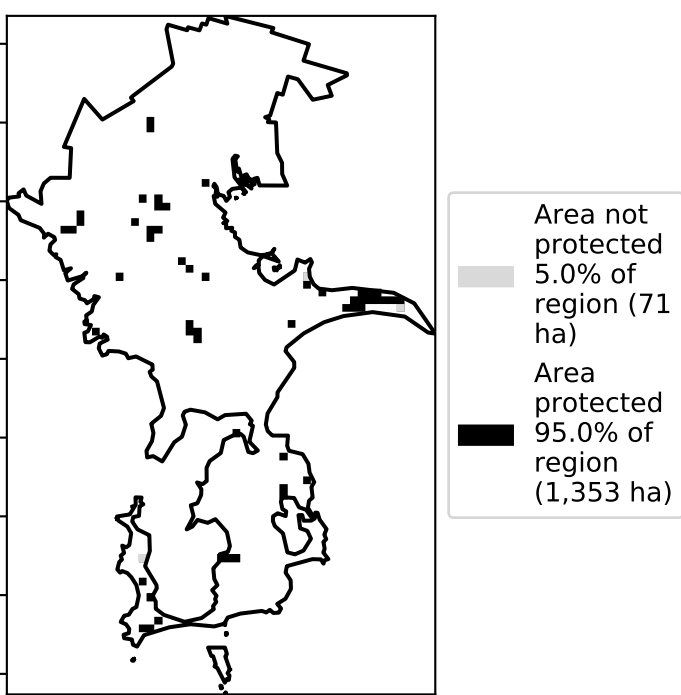 Area not
protected
5.0% of
region (71
ha)
Area
protected
95.0% of
region
(1,353 ha)